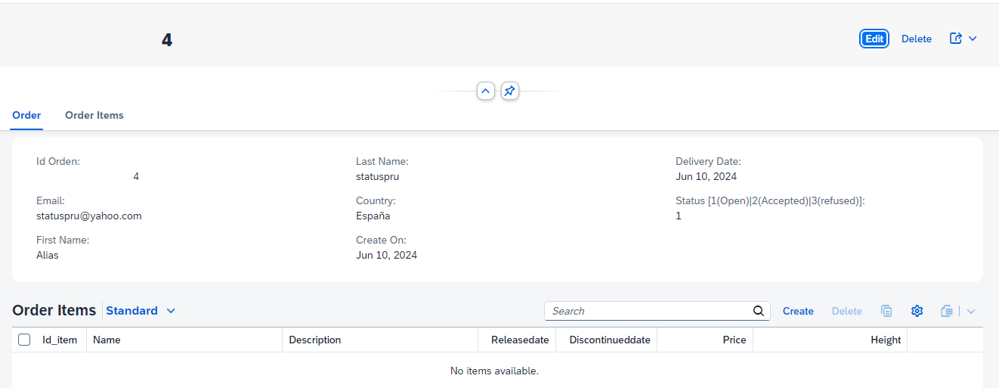 4 Edit Delete
Order Order Items
Id Orden: Last Name: Delivery Date:
4 statuspru Jun 10, 2024
Email: Country: Status [1(Open)|2(Accepted)|3(refused)]:
statuspru@yahoo.com España 1
First Name: Create On:
Alias Jun 10, 2024
Order Items Standard Search Create Delete
Id_item Name Description Releasedate Discontinueddate Price Height
No items available.